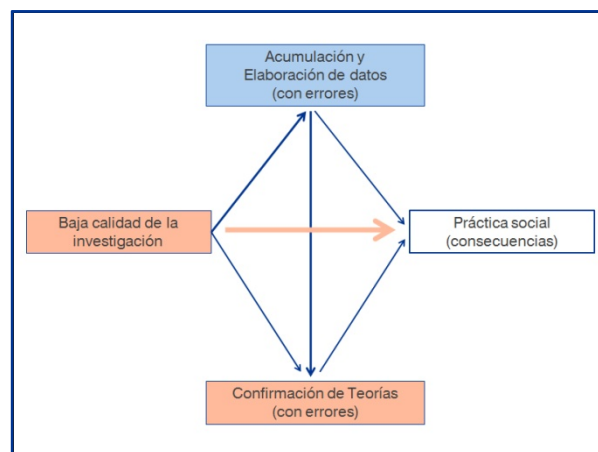 Acumulación y
Elaboración de datos
(con errores)
Baja calidad de la
investigación
Práctica social
(consecuencias)
Confirmación de Teorías
(con errores)